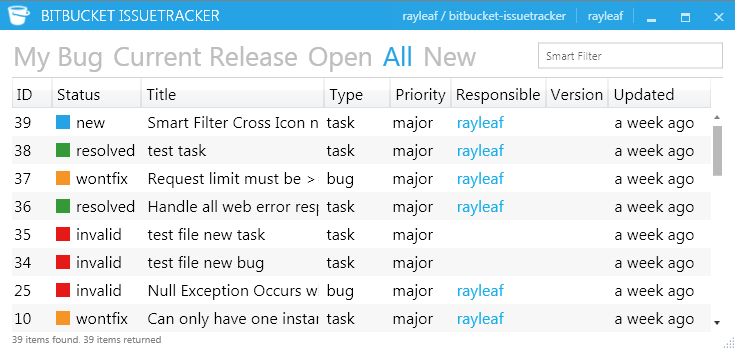 BITBUCKET ISSUETRACKER rayleaf / bitbucket-issuetracker rayleaf
My Bug Current Release Open All New Smart Filter
ID Status Title Type Priority Responsible Version Updated
39 new Smart Filter Cross Icon n task major rayleaf a week ago
38 resolved test task task major rayleaf a week ago
37 wontfix Request limit must be > bug major rayleaf a week ago
36 resolved Handle all web error resp task major rayleaf a week ago
35 invalid test file new task task major a week ago
34 invalid test file new bug task major a week ago
25 invalid Null Exception Occurs w bug major rayleaf a week ago
10 wontfix Can only have one instan task major rayleaf a week ago
39 items found. 39 items returned